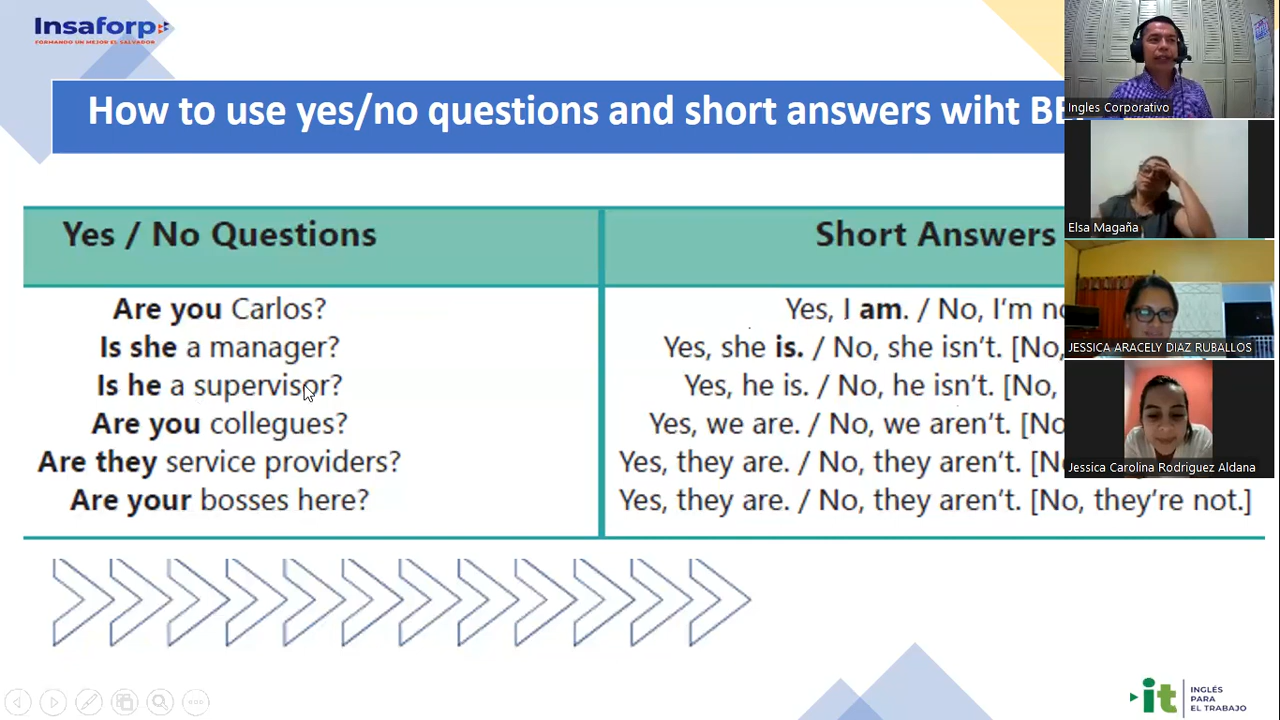 Insaforp
FORMANDO UN MEJOR EL SALVADOR
How to use yes/no questions and short answers wiht
Yes / No Questions
Short Answers
Are you Carlos?
Yes, I am. / No, I'm
Is she a manager?
Yes, she is. / No, she isn't. [No,
Is he a supervisor?
Yes, he is. / No, he isn't. [No,
Are you collegues?
Yes, we are. / No, we aren't.
Are they service providers?
Yes, they are. / No, they aren't.
Are your bosses here?
Yes, they are. / No, they aren't. [No, they're not.]
Ingles Corporativo
Elsa Magaña
JESSICA ARACELY DIAZ RUBALLOS
Jessica Carolina Rodriguez Aldana
it
INGLÉS
PARA
EL TRABAJO